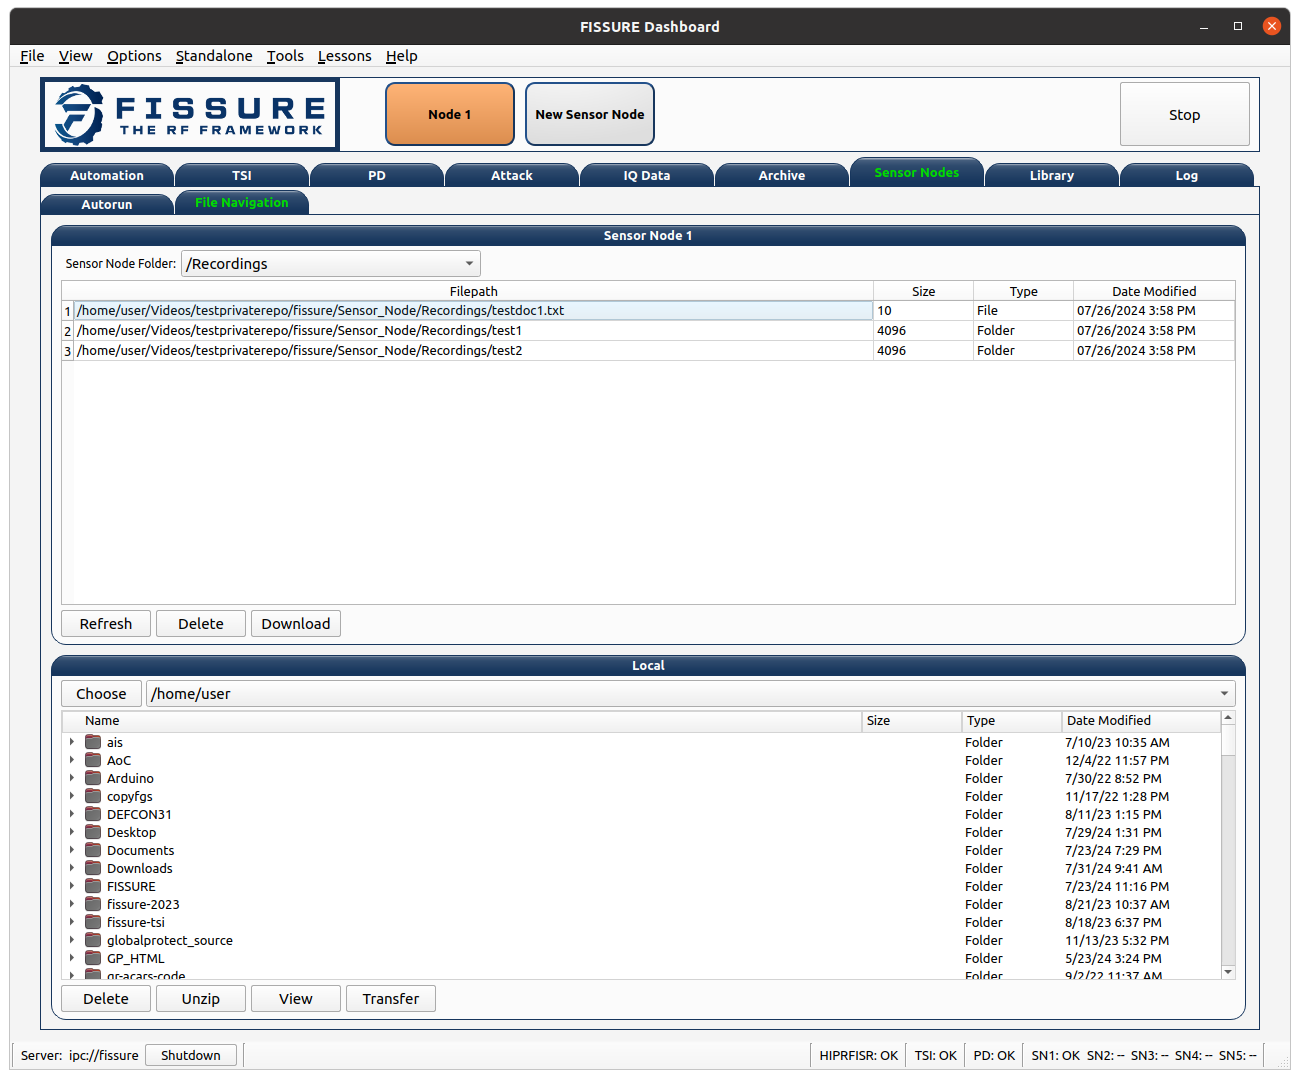 FISSURE Dashboard
File View Options Standalone Tools Lessons Help
FISSURE
THE RF FRAMEWORK
Node 1
New Sensor Node
Stop
Automation TSI PD Attack IQ Data Archive Sensor Nodes Library Log
Autorun File Navigation
Sensor Node 1
Sensor Node Folder: /Recordings
Filepath Size Type Date Modified
1 /home/user/Videos/testprivaterepo/fissure/Sensor_Node/Recordings/testdoc1.txt 10 File 07/26/2024 3:58 PM
2 /home/user/Videos/testprivaterepo/fissure/Sensor_Node/Recordings/test1 4096 Folder 07/26/2024 3:58 PM
3 /home/user/Videos/testprivaterepo/fissure/Sensor_Node/Recordings/test2 4096 Folder 07/26/2024 3:58 PM
Refresh Delete Download
Local
Choose /home/user
Name Size Type Date Modified
ais Folder 7/10/23 10:35 AM
AoC Folder 12/4/22 11:57 PM
Arduino Folder 7/30/22 8:52 PM
copyfgs Folder 11/17/22 1:28 PM
DEFCON31 Folder 8/11/23 1:15 PM
Desktop Folder 7/29/24 1:31 PM
Documents Folder 7/23/24 7:29 PM
Downloads Folder 7/31/24 9:41 AM
FISSURE Folder 7/23/24 11:16 PM
fissure-2023 Folder 8/21/23 10:37 AM
fissure-tsi Folder 8/18/23 6:37 PM
globalprotect_source Folder 11/13/23 5:32 PM
GP_HTML Folder 5/23/24 3:24 PM
gr-acars-code Folder 9/2/22 11:37 AM
Delete Unzip View Transfer
Server: ipc://fissure Shutdown HIPRFISR: OK TSI: OK PD: OK SN1: OK SN2: -- SN3: -- SN4: -- SN5: --